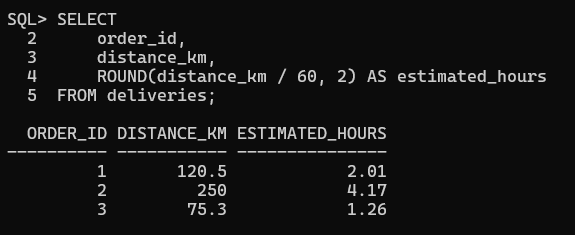 SQL> SELECT
  2      order_id,
  3      distance_km,
  4      ROUND(distance_km / 60, 2) AS estimated_hours
  5  FROM deliveries;

  ORDER_ID DISTANCE_KM ESTIMATED_HOURS
---------- ----------- ---------------
         1       120.5            2.01
         2         250            4.17
         3        75.3            1.26